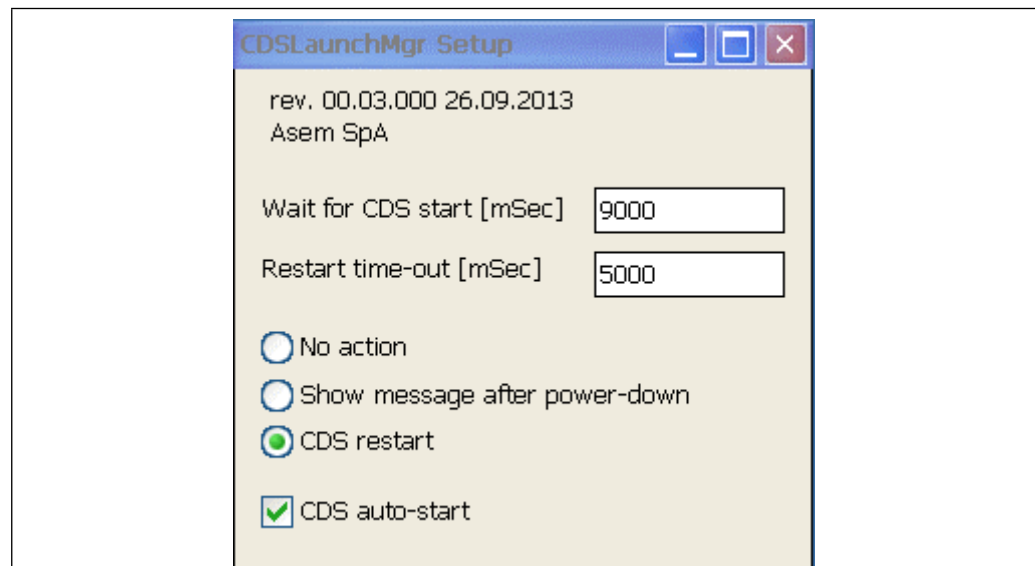 CDSLaunchMgr Setup
rev. 00.03.000 26.09.2013
Asem SpA
Wait for CDS start [mSec] 9000
Restart time-out [mSec] 5000
No action
Show message after power-down
CDS restart
CDS auto-start